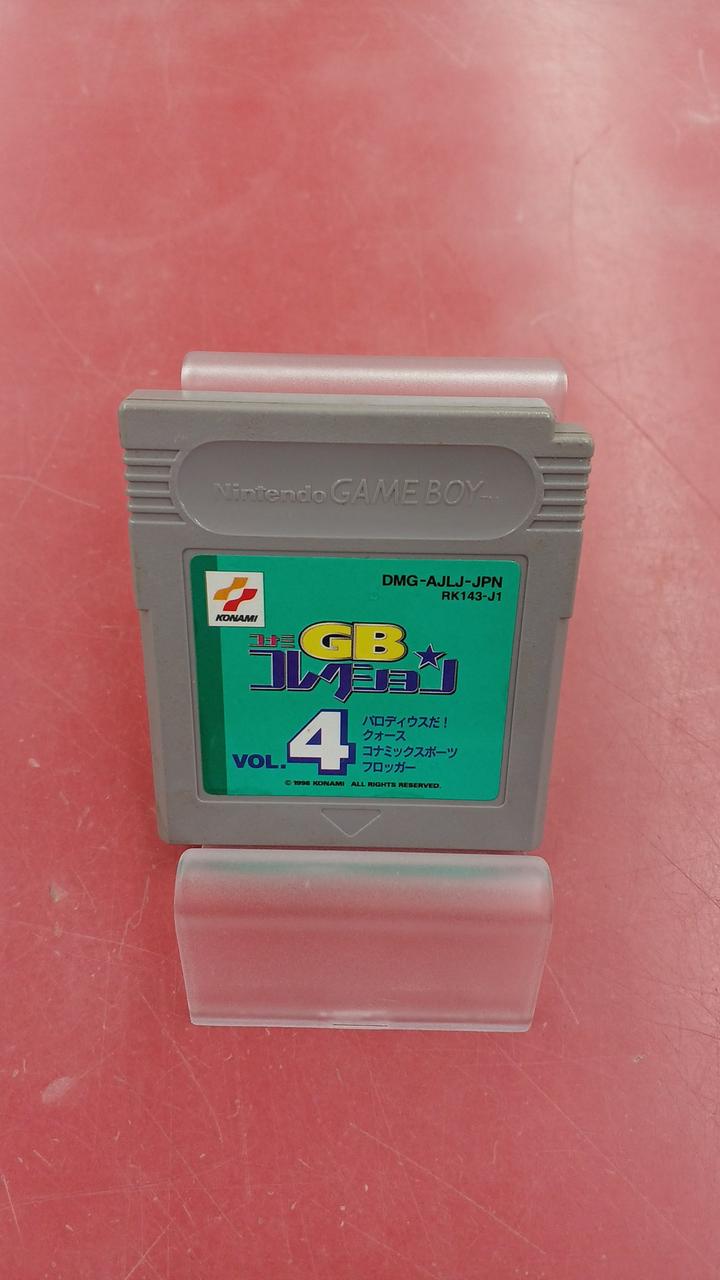 Nintendo GAME BOY™
KONAMI
DMG-AJLJ-JPN
RK143-J1
コナミ GB
コレクション
VOL.4
パロディウスだ!
クォース
コナミックスポーツ
フロッガー
© 1998 KONAMI ALL RIGHTS RESERVED.